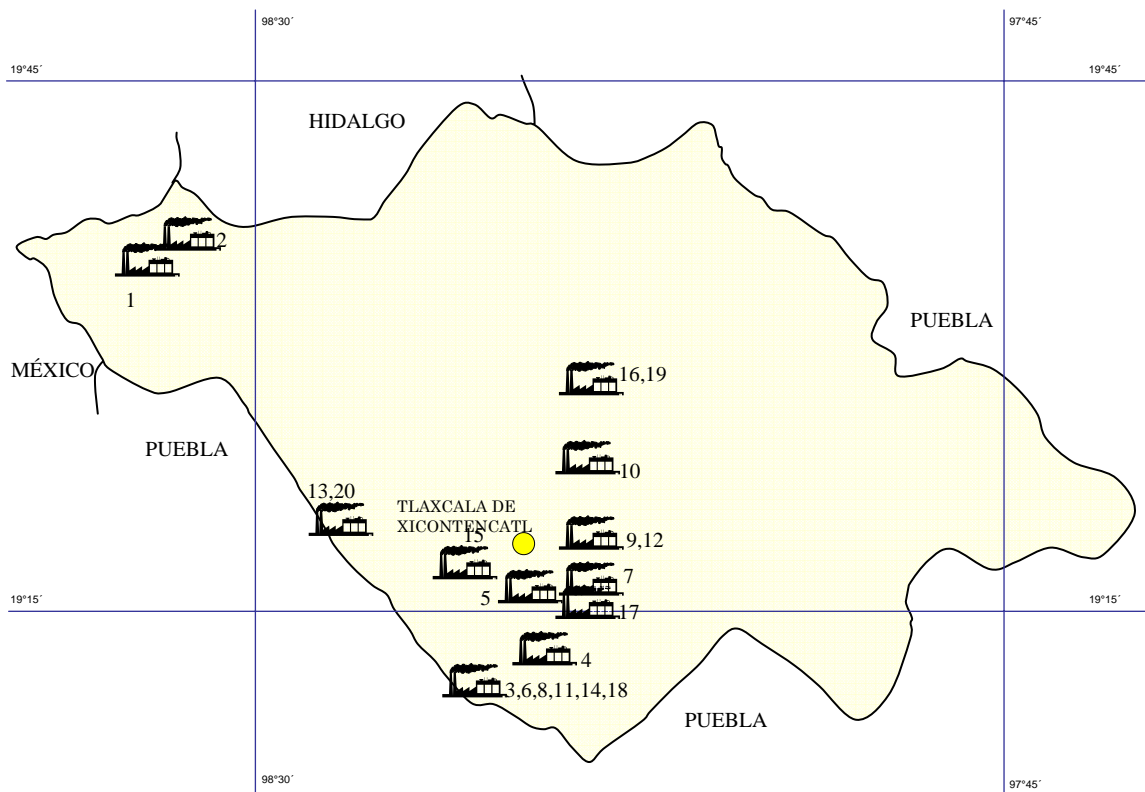 98°30´
97°45´
19°45´
19°45´
HIDALGO
2
1
PUEBLA
MÉXICO
16,19
PUEBLA
10
13,20
TLAXCALA DE
XICONTENCATL
15
9,12
7
5
17
19°15´
19°15´
4
3,6,8,11,14,18
PUEBLA
98°30´
97°45´